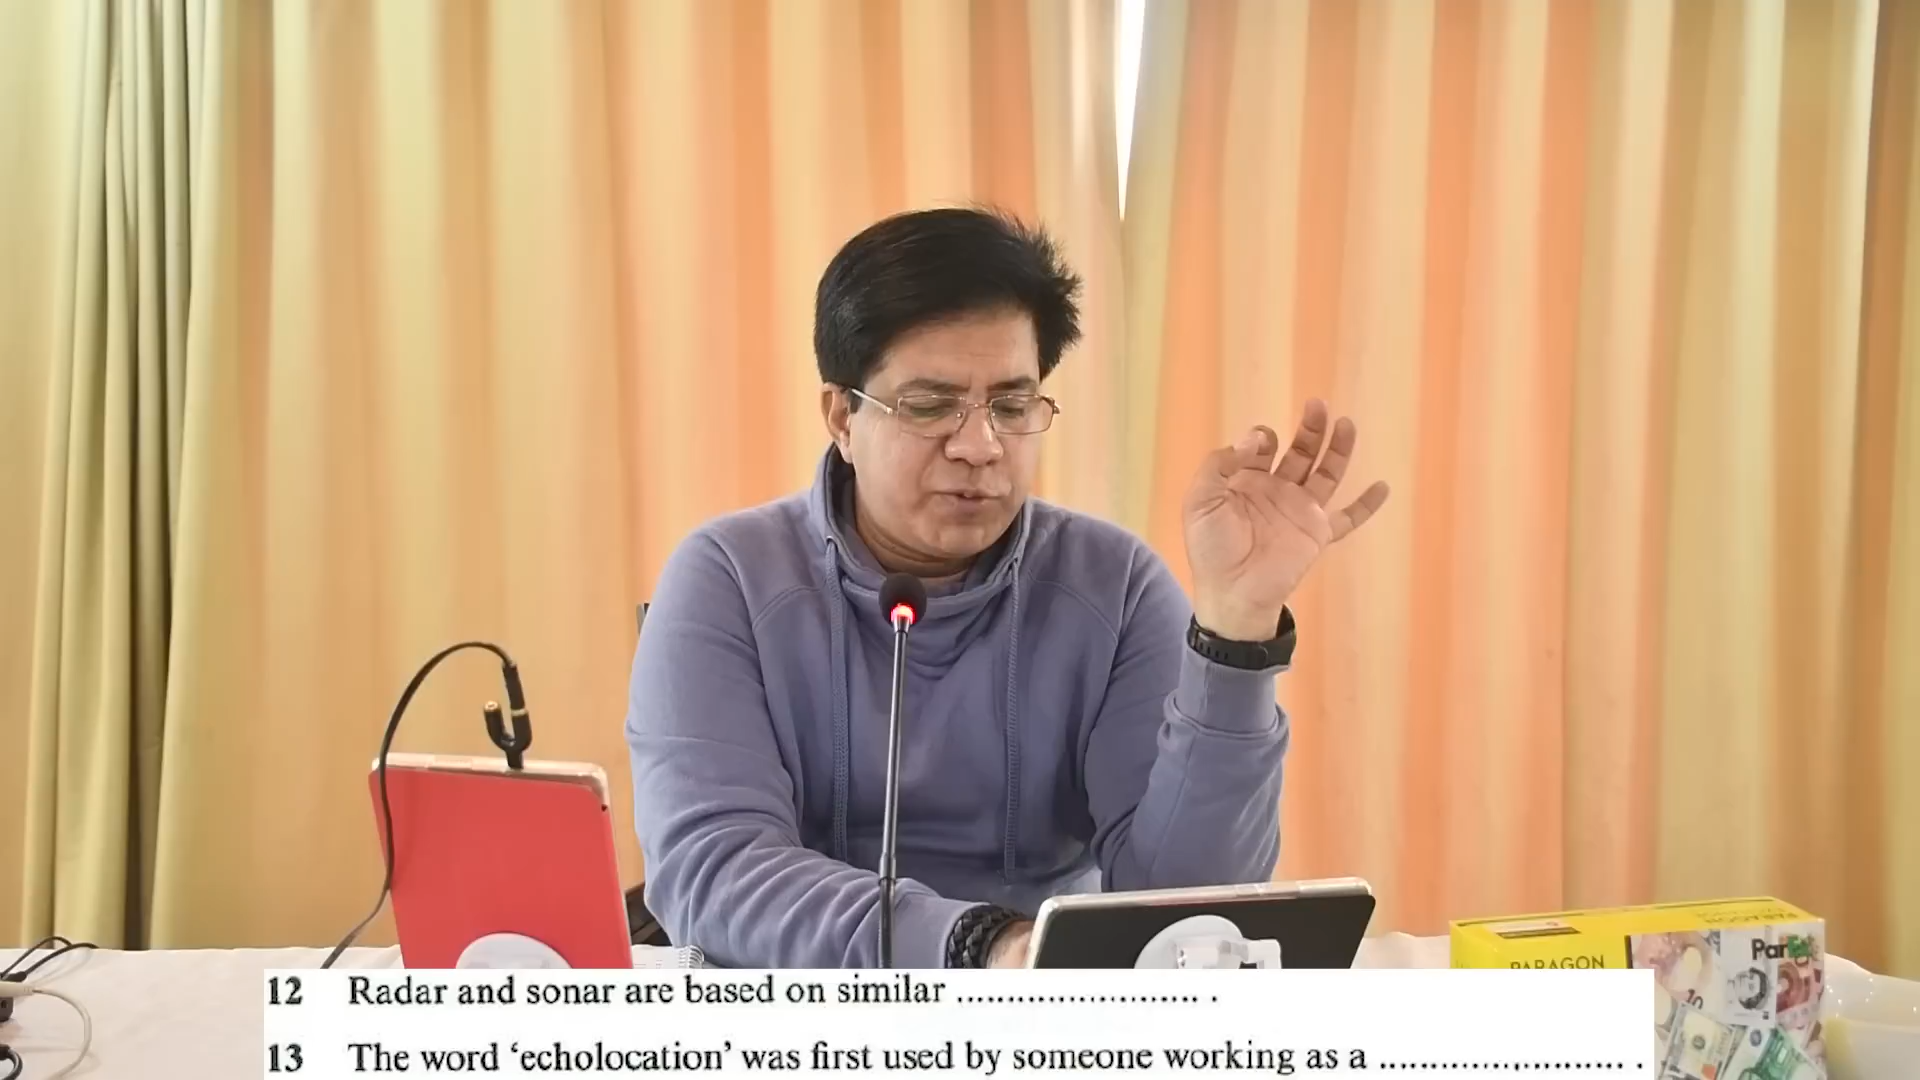 PARAGON
12 Radar and sonar are based on similar ........................ .
13 The word ‘echolocation’ was first used by someone working as a ........................ .